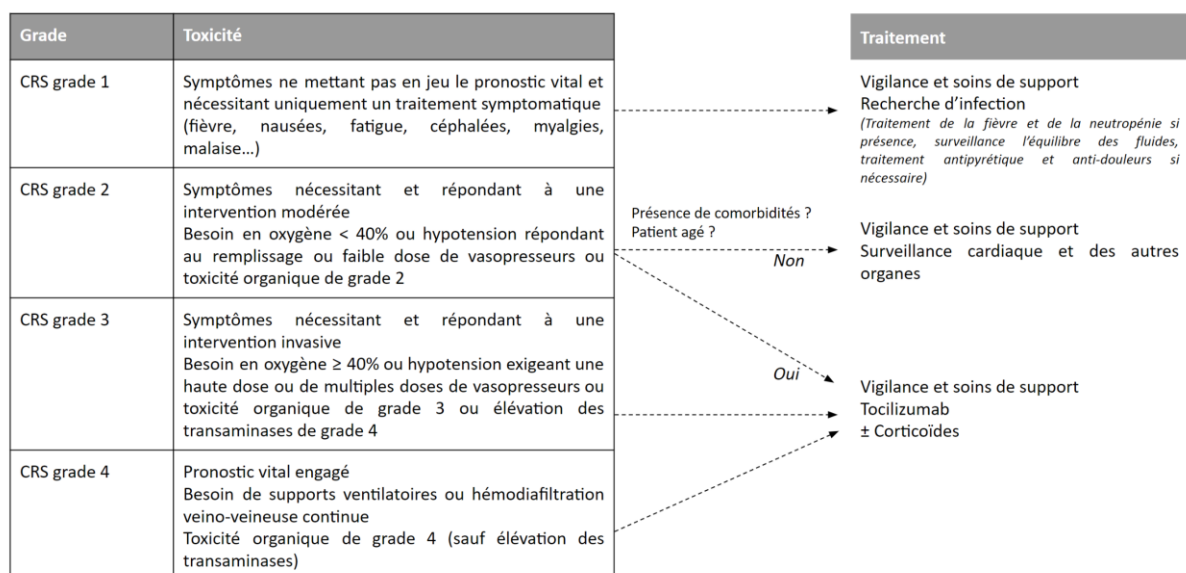 Grade
Toxicité
Traitement
CRS grade 1
Symptômes ne mettant pas en jeu le pronostic vital et
nécessitant uniquement un traitement symptomatique
(fièvre, nausées, fatigue, céphalées, myalgies,
malaise…)
Vigilance et soins de support
Recherche d’infection
(Traitement de la fièvre et de la neutropénie si
présence, surveillance l’équilibre des fluides,
traitement antipyrétique et anti-douleurs si
nécessaire)
CRS grade 2
Symptômes nécessitant et répondant à une
intervention modérée
Besoin en oxygène < 40% ou hypotension répondant
au remplissage ou faible dose de vasopresseurs ou
toxicité organique de grade 2
Présence de comorbidités ?
Patient agé ?
Non
Oui
Vigilance et soins de support
Surveillance cardiaque et des autres
organes
CRS grade 3
Symptômes nécessitant et répondant à une
intervention invasive
Besoin en oxygène ≥ 40% ou hypotension exigeant une
haute dose ou de multiples doses de vasopresseurs ou
toxicité organique de grade 3 ou élévation des
transaminases de grade 4
Vigilance et soins de support
Tocilizumab
± Corticoïdes
CRS grade 4
Pronostic vital engagé
Besoin de supports ventilatoires ou hémodiafiltration
veino-veineuse continue
Toxicité organique de grade 4 (sauf élévation des
transaminases)